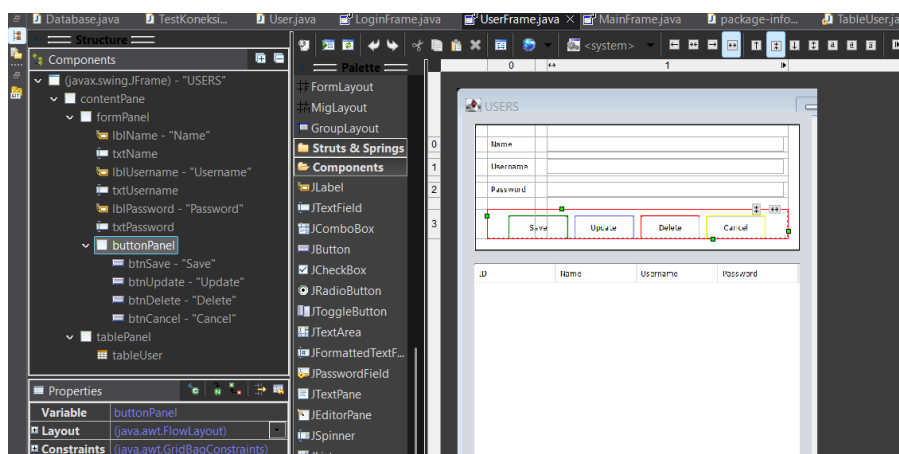 Database.java TestKoneksi... User.java LoginFrame.java UserFrame.java MainFrame.java package-info... TableUser.ja
Structure
Components
(javax.swing.JFrame) - "USERS"
contentPane
formPanel
lblName - "Name"
txtName
lblUsername - "Username"
txtUsername
lblPassword - "Password"
txtPassword
buttonPanel
btnSave - "Save"
btnUpdate - "Update"
btnDelete - "Delete"
btnCancel - "Cancel"
tablePanel
tableUser
Properties
Variable buttonPanel
Layout (java.awt.FlowLayout)
Constraints (java.awt.GridBagConstraints)
Palette
FormLayout
MigLayout
GroupLayout
Struts & Springs
Components
JLabel
JTextField
JComboBox
JButton
JCheckBox
JRadioButton
JToggleButton
JTextArea
JFormattedTextF...
JPasswordField
JTextPane
JEditorPane
JSpinner
<system>
0 1
0
1
2
3
USERS
Name
Username
Password
Save Update Delete Cancel
ID Name Username Password